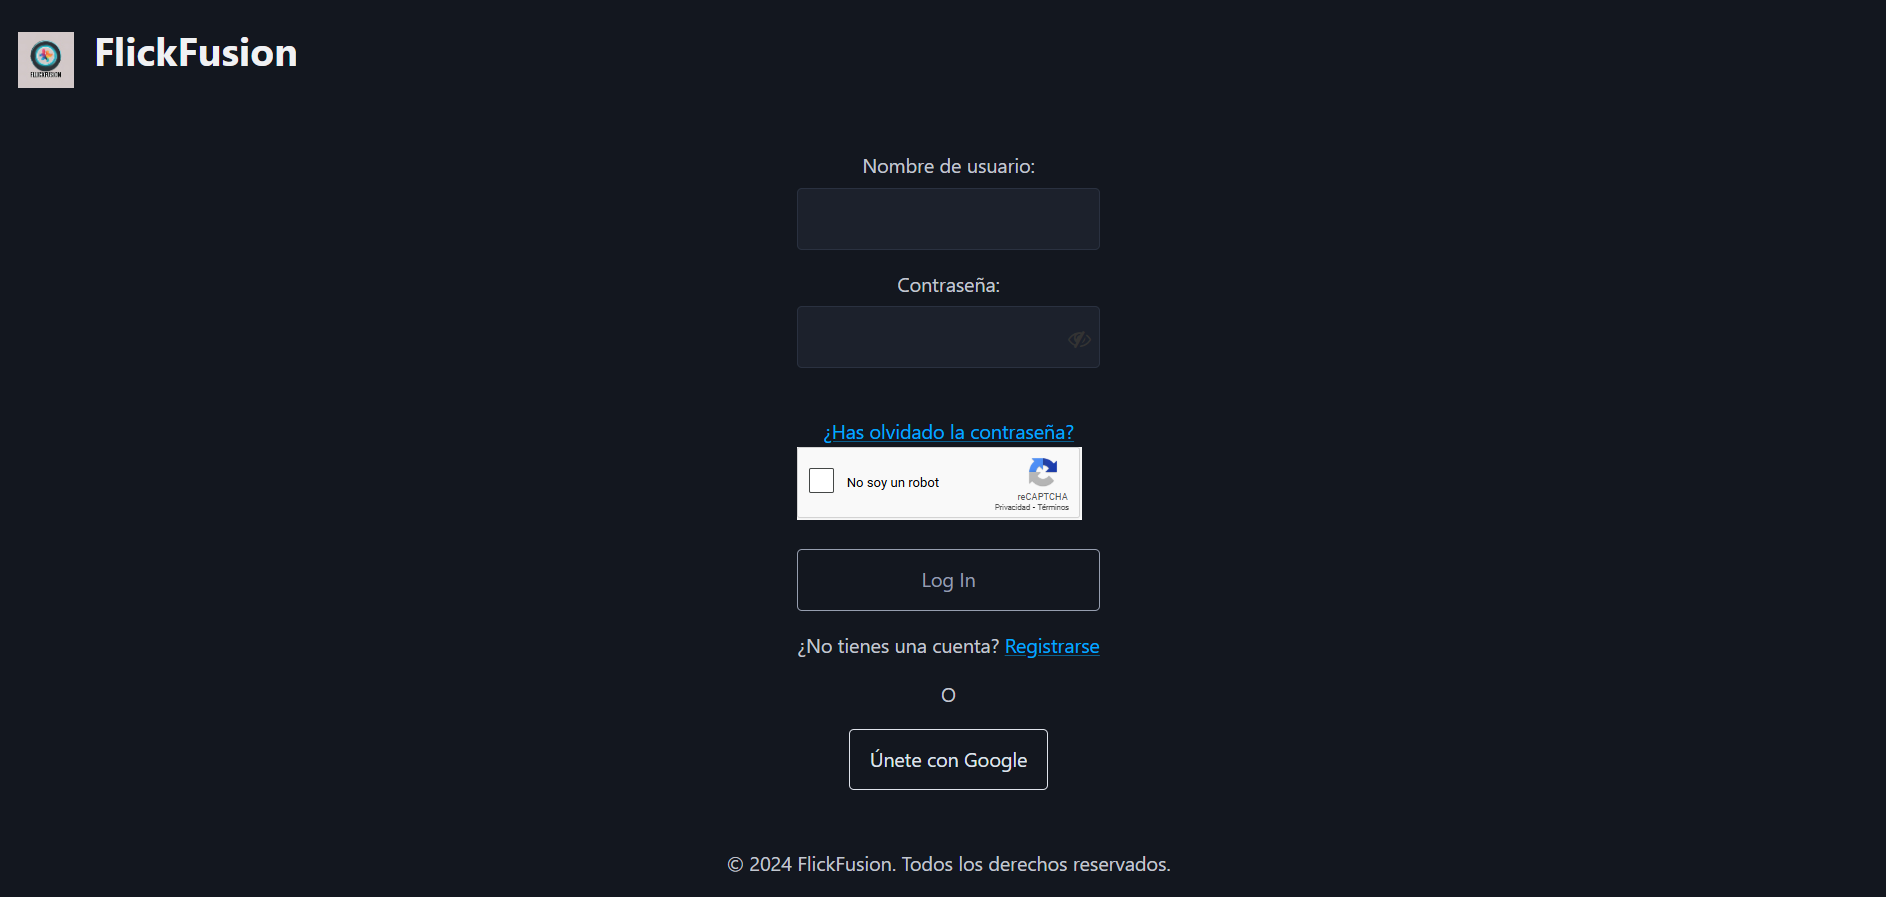 FLICKFUSION
FlickFusion
Nombre de usuario:
Contraseña:
¿Has olvidado la contraseña?
No soy un robot
reCAPTCHA
Privacidad - Términos
Log In
¿No tienes una cuenta? Registrarse
O
Únete con Google
© 2024 FlickFusion. Todos los derechos reservados.